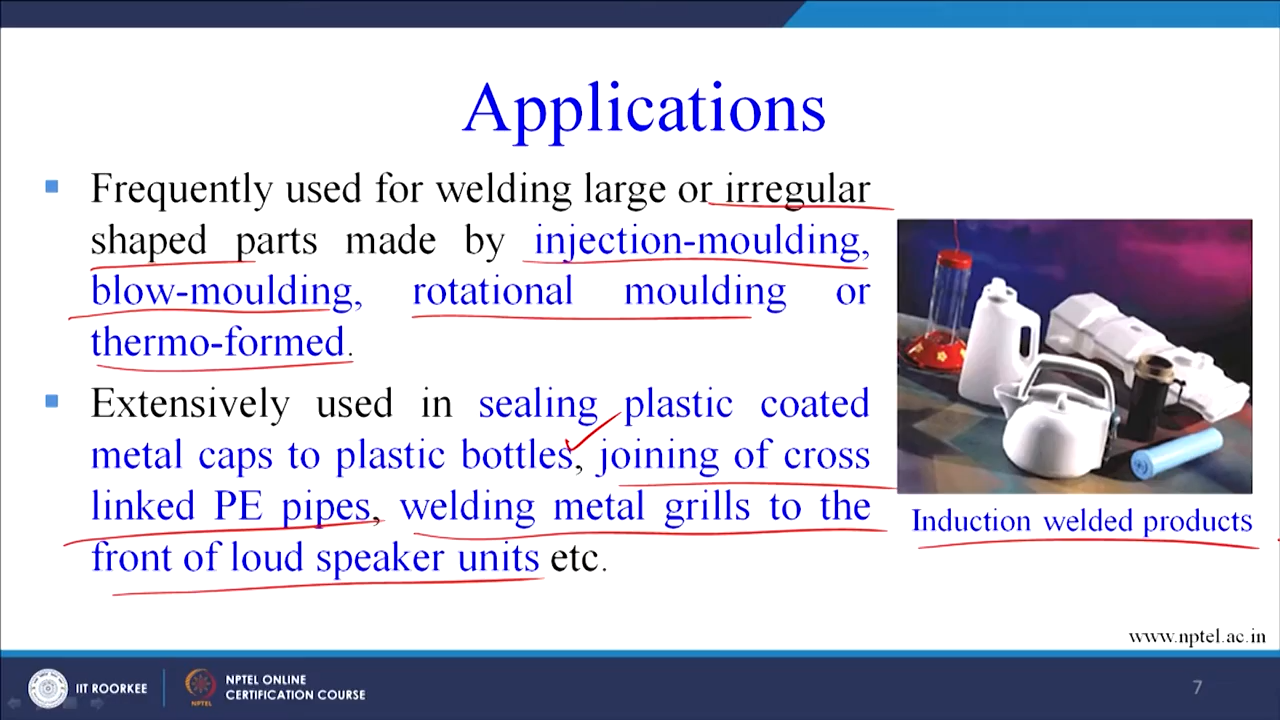 Applications
Frequently used for welding large or irregular
shaped parts made by injection-moulding,
blow-moulding, rotational moulding or
thermo-formed.
Extensively used in sealing plastic coated
metal caps to plastic bottles, joining of cross
linked PE pipes, welding metal grills to the
front of loud speaker units etc.
Induction welded products
www.nptel.ac.in
IIT ROORKEE
NPTEL
NPTEL ONLINE
CERTIFICATION COURSE
7